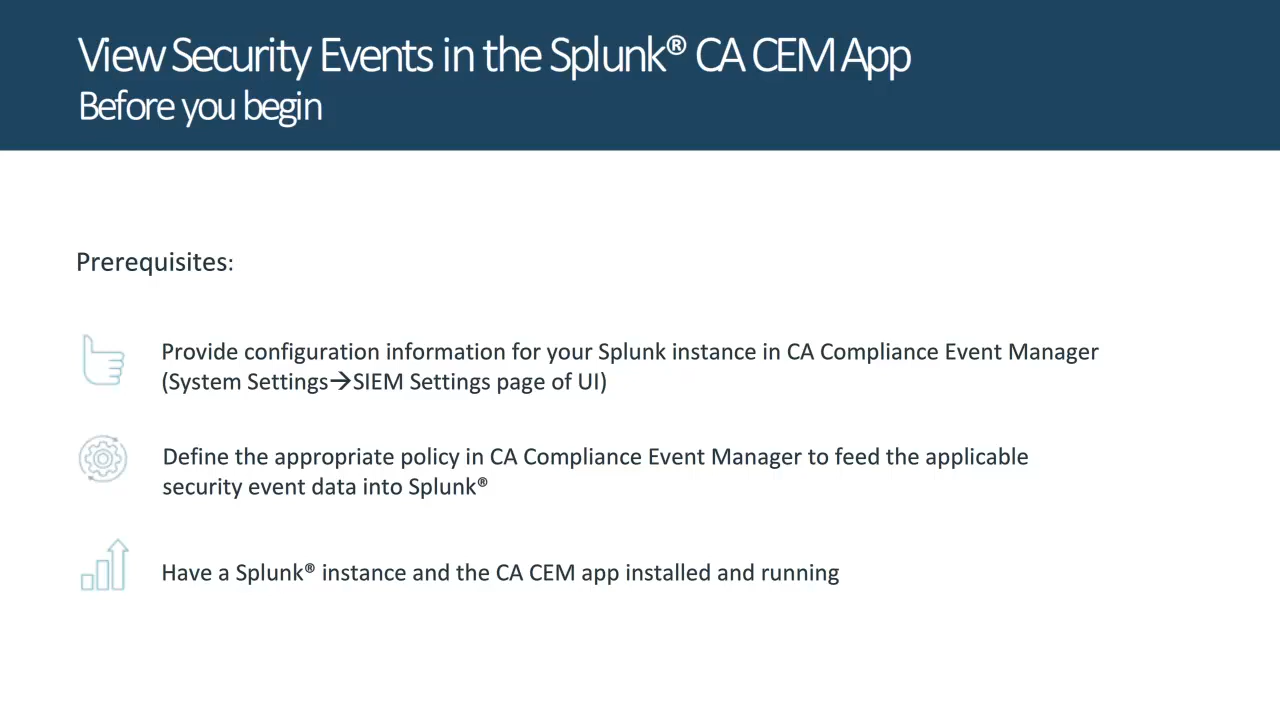 View Security Events in the Splunk® CA CEM App
Before you begin
Prerequisites:
Provide configuration information for your Splunk instance in CA Compliance Event Manager
(System Settings→SIEM Settings page of UI)
Define the appropriate policy in CA Compliance Event Manager to feed the applicable
security event data into Splunk®
Have a Splunk® instance and the CA CEM app installed and running